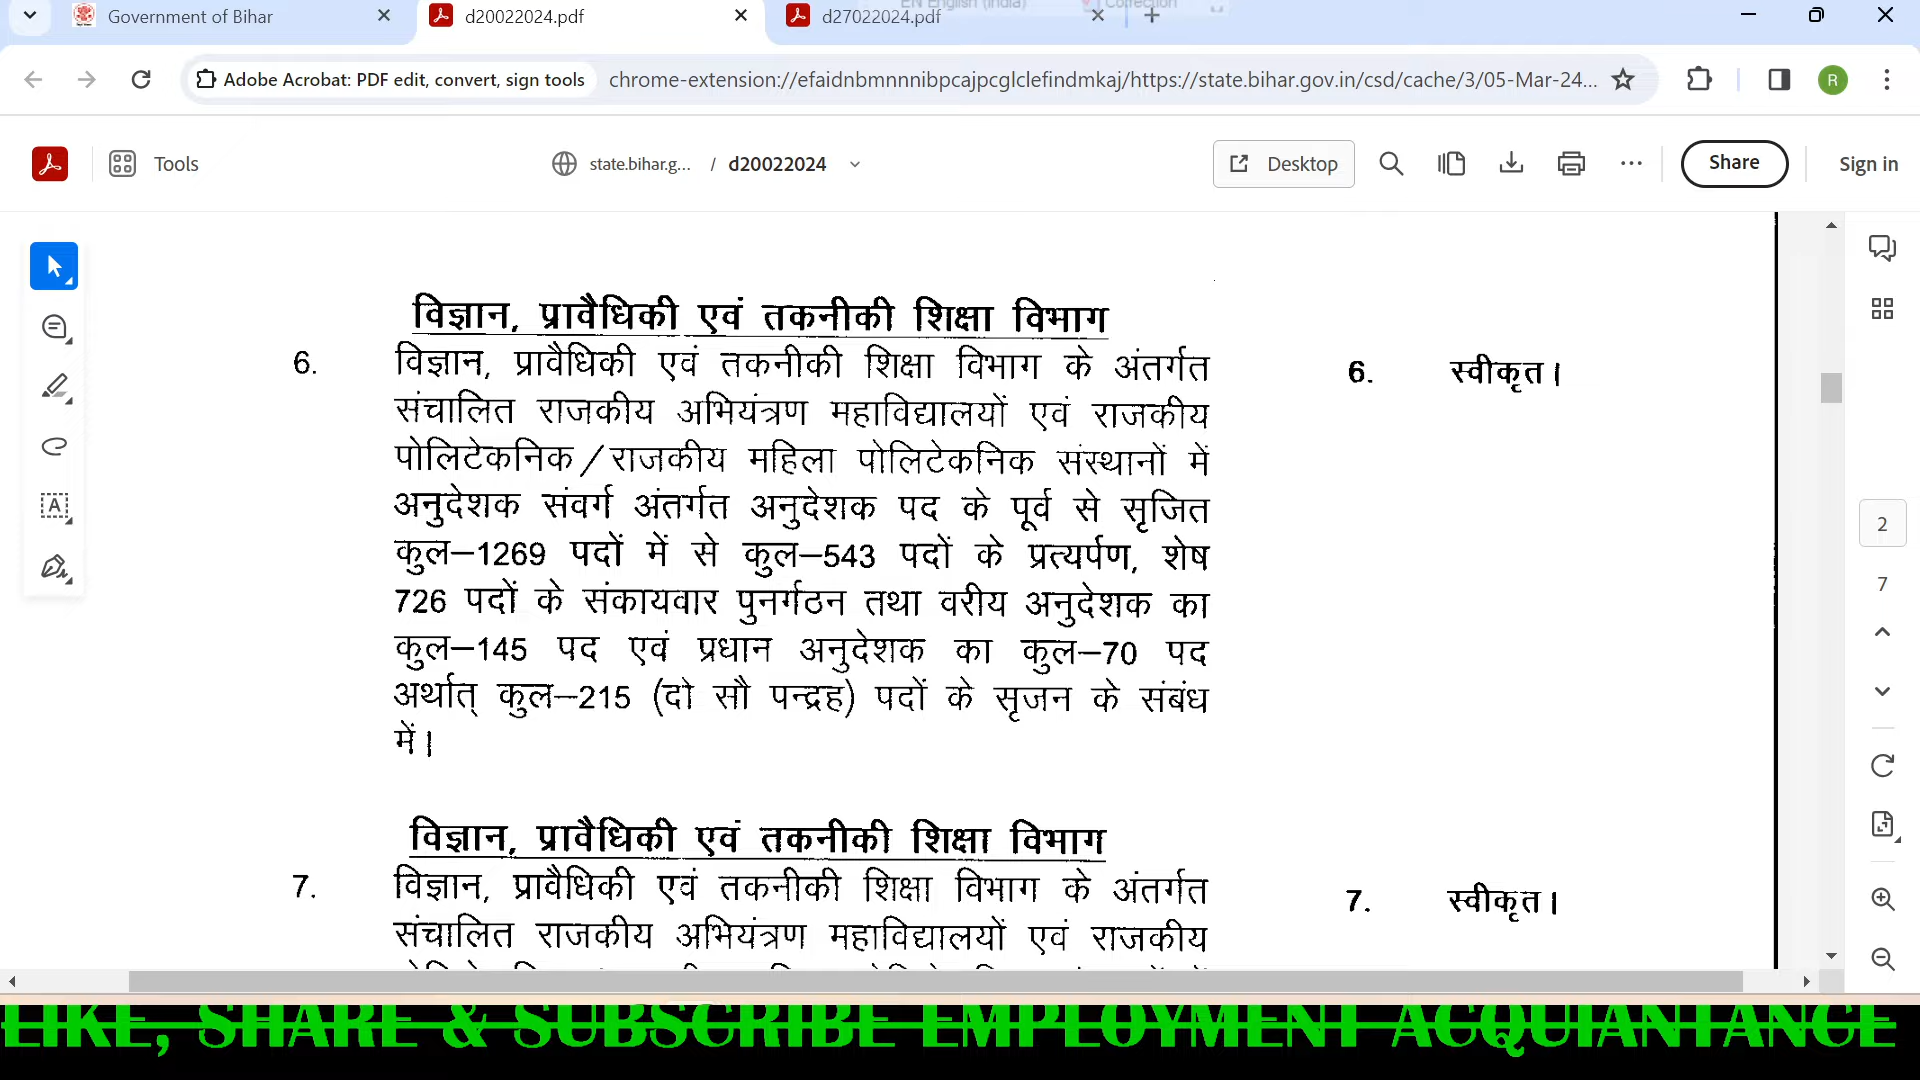 Government of Bihar
d20022024.pdf
d27022024.pdf
EN English (India)
Correction
Adobe Acrobat: PDF edit, convert, sign tools
chrome-extension://efaidnbmnnnibpcajpcglclefindmkaj/https://state.bihar.gov.in/csd/cache/3/05-Mar-24...
R
Tools
state.bihar.g... / d20022024
Desktop
Share
Sign in
विज्ञान, प्रावैधिकी एवं तकनीकी शिक्षा विभाग
6. विज्ञान, प्रावैधिकी एवं तकनीकी शिक्षा विभाग के अंतर्गत 6. स्वीकृत।
संचालित राजकीय अभियंत्रण महाविद्यालयों एवं राजकीय
पोलिटेकनिक/राजकीय महिला पोलिटेकनिक संस्थानों में
अनुदेशक संवर्ग अंतर्गत अनुदेशक पद के पूर्व से सृजित
कुल–1269 पदों में से कुल–543 पदों के प्रत्यर्पण, शेष
726 पदों के संकायवार पुनर्गठन तथा वरीय अनुदेशक का
कुल–145 पद एवं प्रधान अनुदेशक का कुल–70 पद
अर्थात् कुल–215 (दो सौ पन्द्रह) पदों के सृजन के संबंध
में।
विज्ञान, प्रावैधिकी एवं तकनीकी शिक्षा विभाग
7. विज्ञान, प्रावैधिकी एवं तकनीकी शिक्षा विभाग के अंतर्गत 7. स्वीकृत।
संचालित राजकीय अभियंत्रण महाविद्यालयों एवं राजकीय
2
7
LIKE, SHARE & SUBSCRIBE EMPLOYMENT ACQUIANTANCE